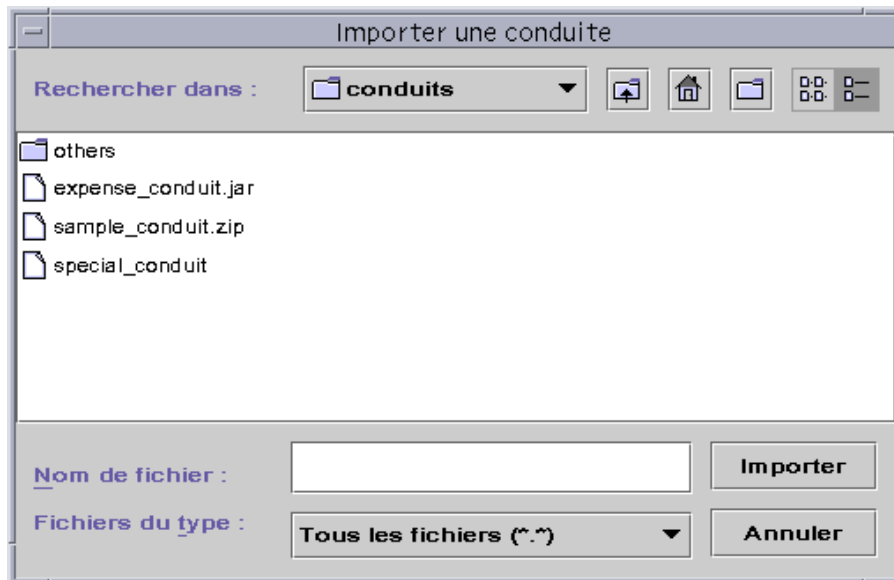 Importer une conduite
Rechercher dans :
conduits
others
expense_conduit.jar
sample_conduit.zip
special_conduit
Nom de fichier :
Importer
Fichiers du type :
Tous les fichiers (*.*)
Annuler